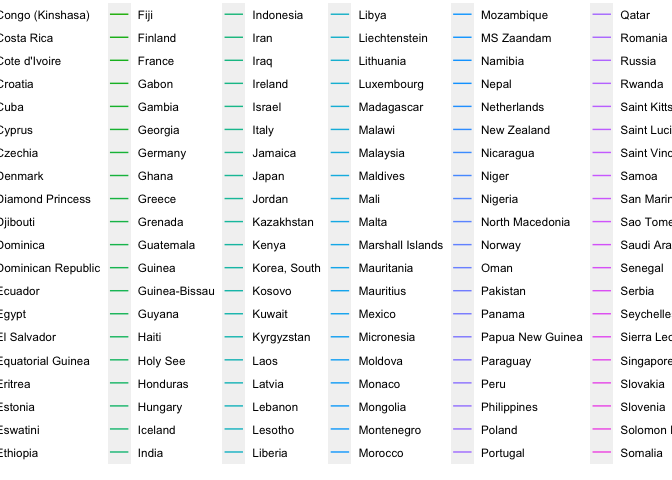 Congo (Kinshasa) Fiji Indonesia Libya Mozambique Qatar
Costa Rica Finland Iran Liechtenstein MS Zaandam Romania
Cote d'Ivoire France Iraq Lithuania Namibia Russia
Croatia Gabon Ireland Luxembourg Nepal Rwanda
Cuba Gambia Israel Madagascar Netherlands Saint Kitts
Cyprus Georgia Italy Malawi New Zealand Saint Luci
Czechia Germany Jamaica Malaysia Nicaragua Saint Vinc
Denmark Ghana Japan Maldives Niger Samoa
Diamond Princess Greece Jordan Mali Nigeria San Marin
Djibouti Grenada Kazakhstan Malta North Macedonia Sao Tome
Dominica Guatemala Kenya Marshall Islands Norway Saudi Ara
Dominican Republic Guinea Korea, South Mauritania Oman Senegal
Ecuador Guinea-Bissau Kosovo Mauritius Pakistan Serbia
Egypt Guyana Kuwait Mexico Panama Seychelle
El Salvador Haiti Kyrgyzstan Micronesia Papua New Guinea Sierra Leo
Equatorial Guinea Holy See Laos Moldova Paraguay Singapore
Eritrea Honduras Latvia Monaco Peru Slovakia
Estonia Hungary Lebanon Mongolia Philippines Slovenia
Eswatini Iceland Lesotho Montenegro Poland Solomon
Ethiopia India Liberia Morocco Portugal Somalia